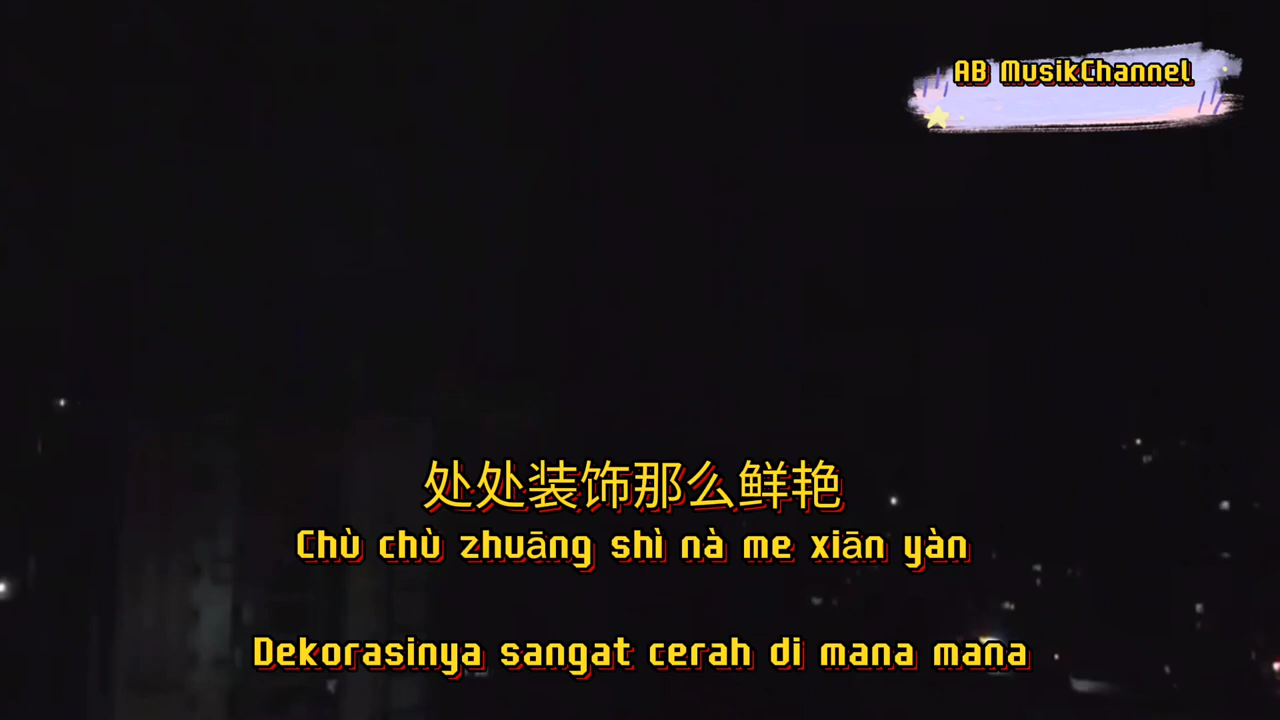 AB MusikChannel
处处装饰那么鲜艳
Chù chù zhuāng shì nà me xiān yàn
Dekorasinya sangat cerah di mana mana